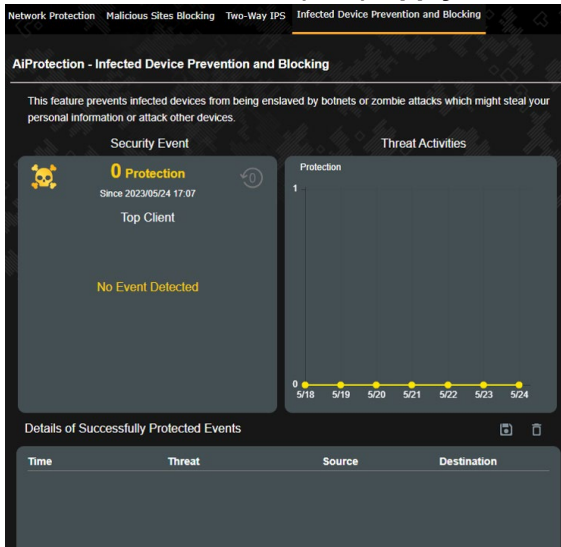 Network Protection Malicious Sites Blocking Two-Way IPS Infected Device Prevention and Blocking
AiProtection - Infected Device Prevention and Blocking
This feature prevents infected devices from being enslaved by botnets or zombie attacks which might steal your
personal information or attack other devices.
Security Event
0 Protection
Since 2023/05/24 17:07
Top Client
No Event Detected
Threat Activities
Protection
1
0
5/18 5/19 5/20 5/21 5/22 5/23 5/24
Details of Successfully Protected Events
Time Threat Source Destination